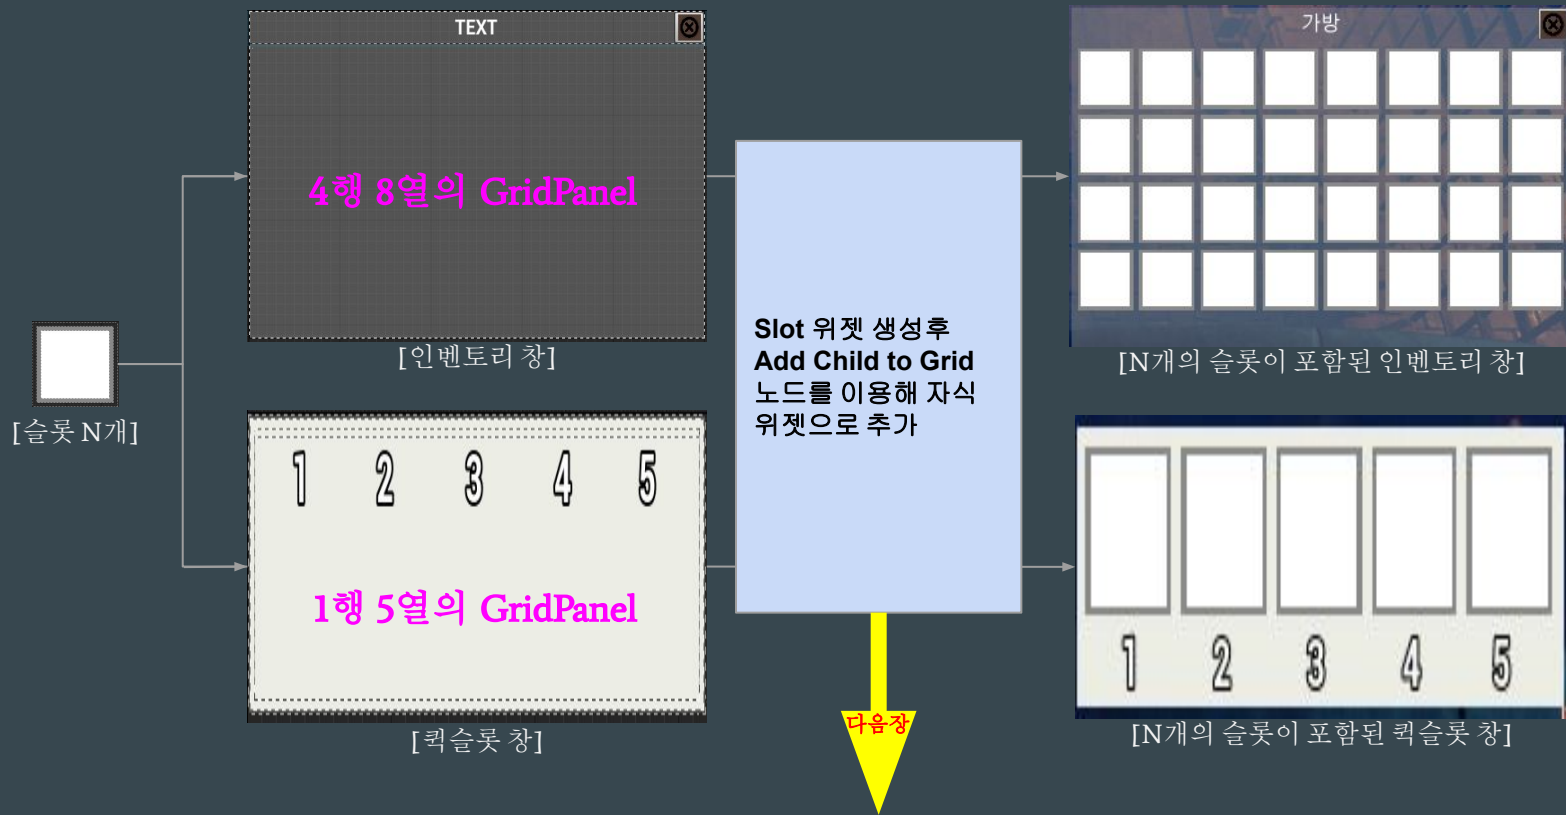 TEXT
4행 8열의 GridPanel
[인벤토리 창]
[슬롯 N개]
1 2 3 4 5
1행 5열의 GridPanel
[퀵슬롯 창]
Slot 위젯 생성후
Add Child to Grid
노드를 이용해 자식
위젯으로 추가
다음장
가방
[N개의 슬롯이 포함된 인벤토리 창]
1 2 3 4 5
[N개의 슬롯이 포함된 퀵슬롯 창]